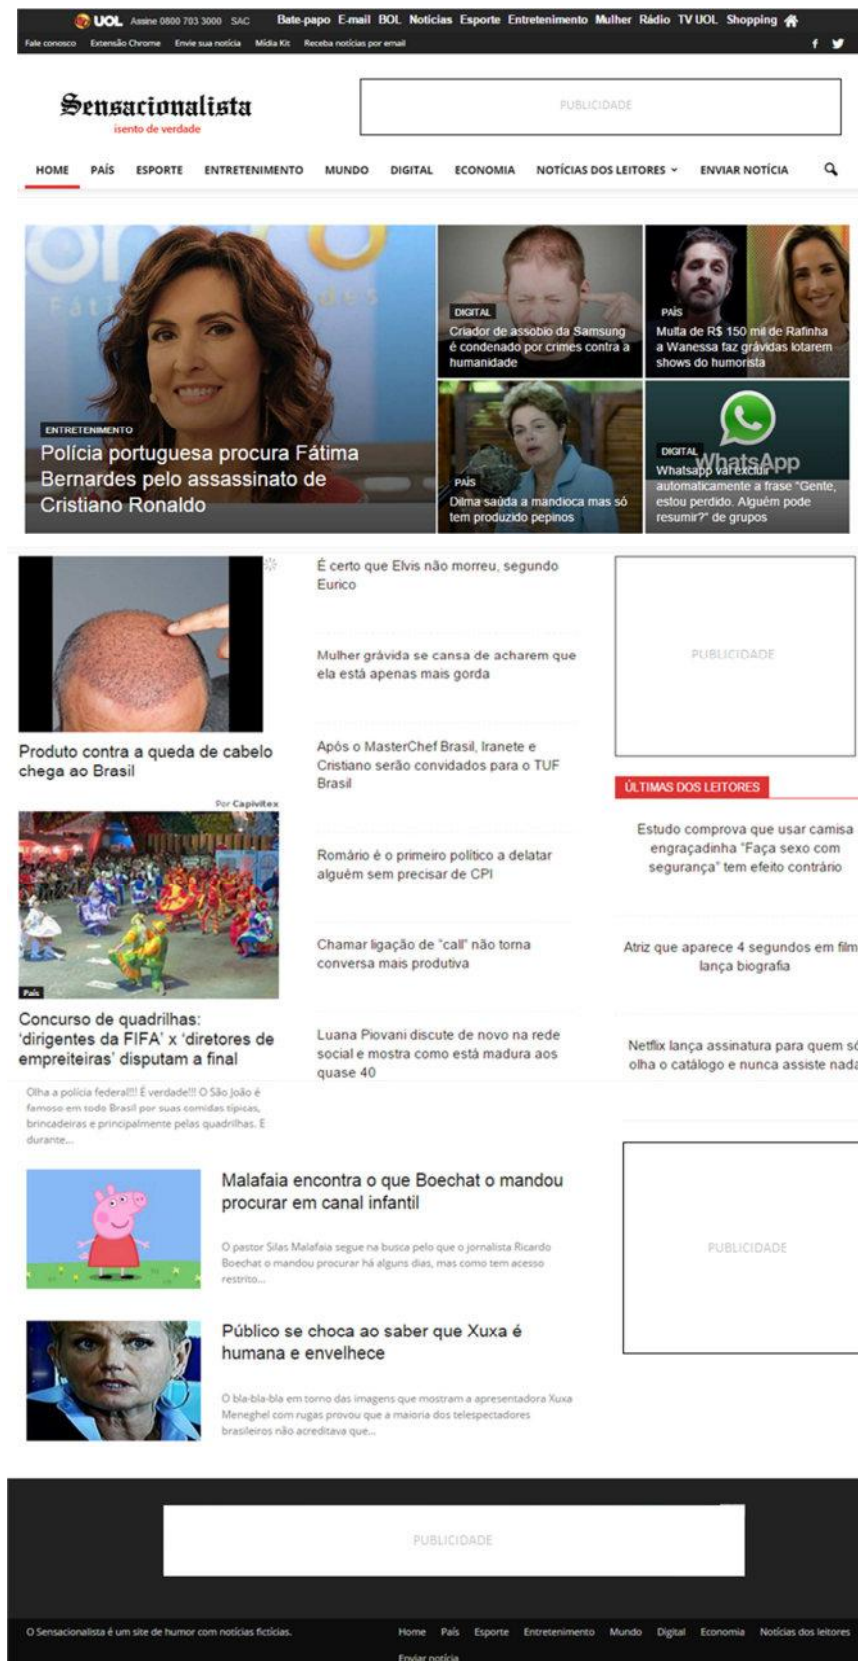 UOL Assine 0800 703 3000 SAC Bate-papo E-mail BOL Notícias Esporte Entretenimento Mulher Rádio TV UOL Shopping
Fale conosco Extensão Chrome Envie sua notícia Mídia Kit Receba notícias por email
Sensacionalista
isento de verdade
PUBLICIDADE
HOME PAÍS ESPORTE ENTRETENIMENTO MUNDO DIGITAL ECONOMIA NOTÍCIAS DOS LEITORES ENVIAR NOTÍCIA
Fáti des
ENTRETENIMENTO
Polícia portuguesa procura Fátima
Bernardes pelo assassinato de
Cristiano Ronaldo
DIGITAL
Criador de assobio da Samsung
é condenado por crimes contra a
humanidade
PAÍS
Multa de R$ 150 mil de Rafinha
a Wanessa faz grávidas lotarem
shows do humorista
PAÍS
Dilma saúda a mandioca mas só
tem produzido pepinos
DIGITAL
WhatsApp
Whatsapp vai excluir
automaticamente a frase "Gente,
estou perdido. Alguém pode
resumir?" de grupos
Produto contra a queda de cabelo
chega ao Brasil
Por Capivitex
País
Concurso de quadrilhas:
'dirigentes da FIFA' x 'diretores de
empreiteiras' disputam a final
Olha a polícia federal!!! É verdade!!! O São João é
famoso em todo Brasil por suas comidas típicas,
brincadeiras e principalmente pelas quadrilhas. E
durante...
É certo que Elvis não morreu, segundo
Eurico
Mulher grávida se cansa de acharem que
ela está apenas mais gorda
Após o MasterChef Brasil, Iranete e
Cristiano serão convidados para o TUF
Brasil
Romário é o primeiro político a delatar
alguém sem precisar de CPI
Chamar ligação de "call" não torna
conversa mais produtiva
Luana Piovani discute de novo na rede
social e mostra como está madura aos
quase 40
PUBLICIDADE
ÚLTIMAS DOS LEITORES
Estudo comprova que usar camisa
engraçadinha "Faça sexo com
segurança" tem efeito contrário
Atriz que aparece 4 segundos em film
lança biografia
Netflix lança assinatura para quem só
olha o catálogo e nunca assiste nada
Malafaia encontra o que Boechat o mandou
procurar em canal infantil
O pastor Silas Malafaia segue na busca pelo que o jornalista Ricardo
Boechat o mandou procurar há alguns dias, mas como tem acesso
restrito...
PUBLICIDADE
Público se choca ao saber que Xuxa é
humana e envelhece
O bla-bla-bla em torno das imagens que mostram a apresentadora Xuxa
Meneghel com rugas provou que a maioria dos telespectadores
brasileiros não acreditava que...
PUBLICIDADE
O Sensacionalista é um site de humor com notícias fictícias.
Home País Esporte Entretenimento Mundo Digital Economia Notícias dos leitores
Enviar notícia